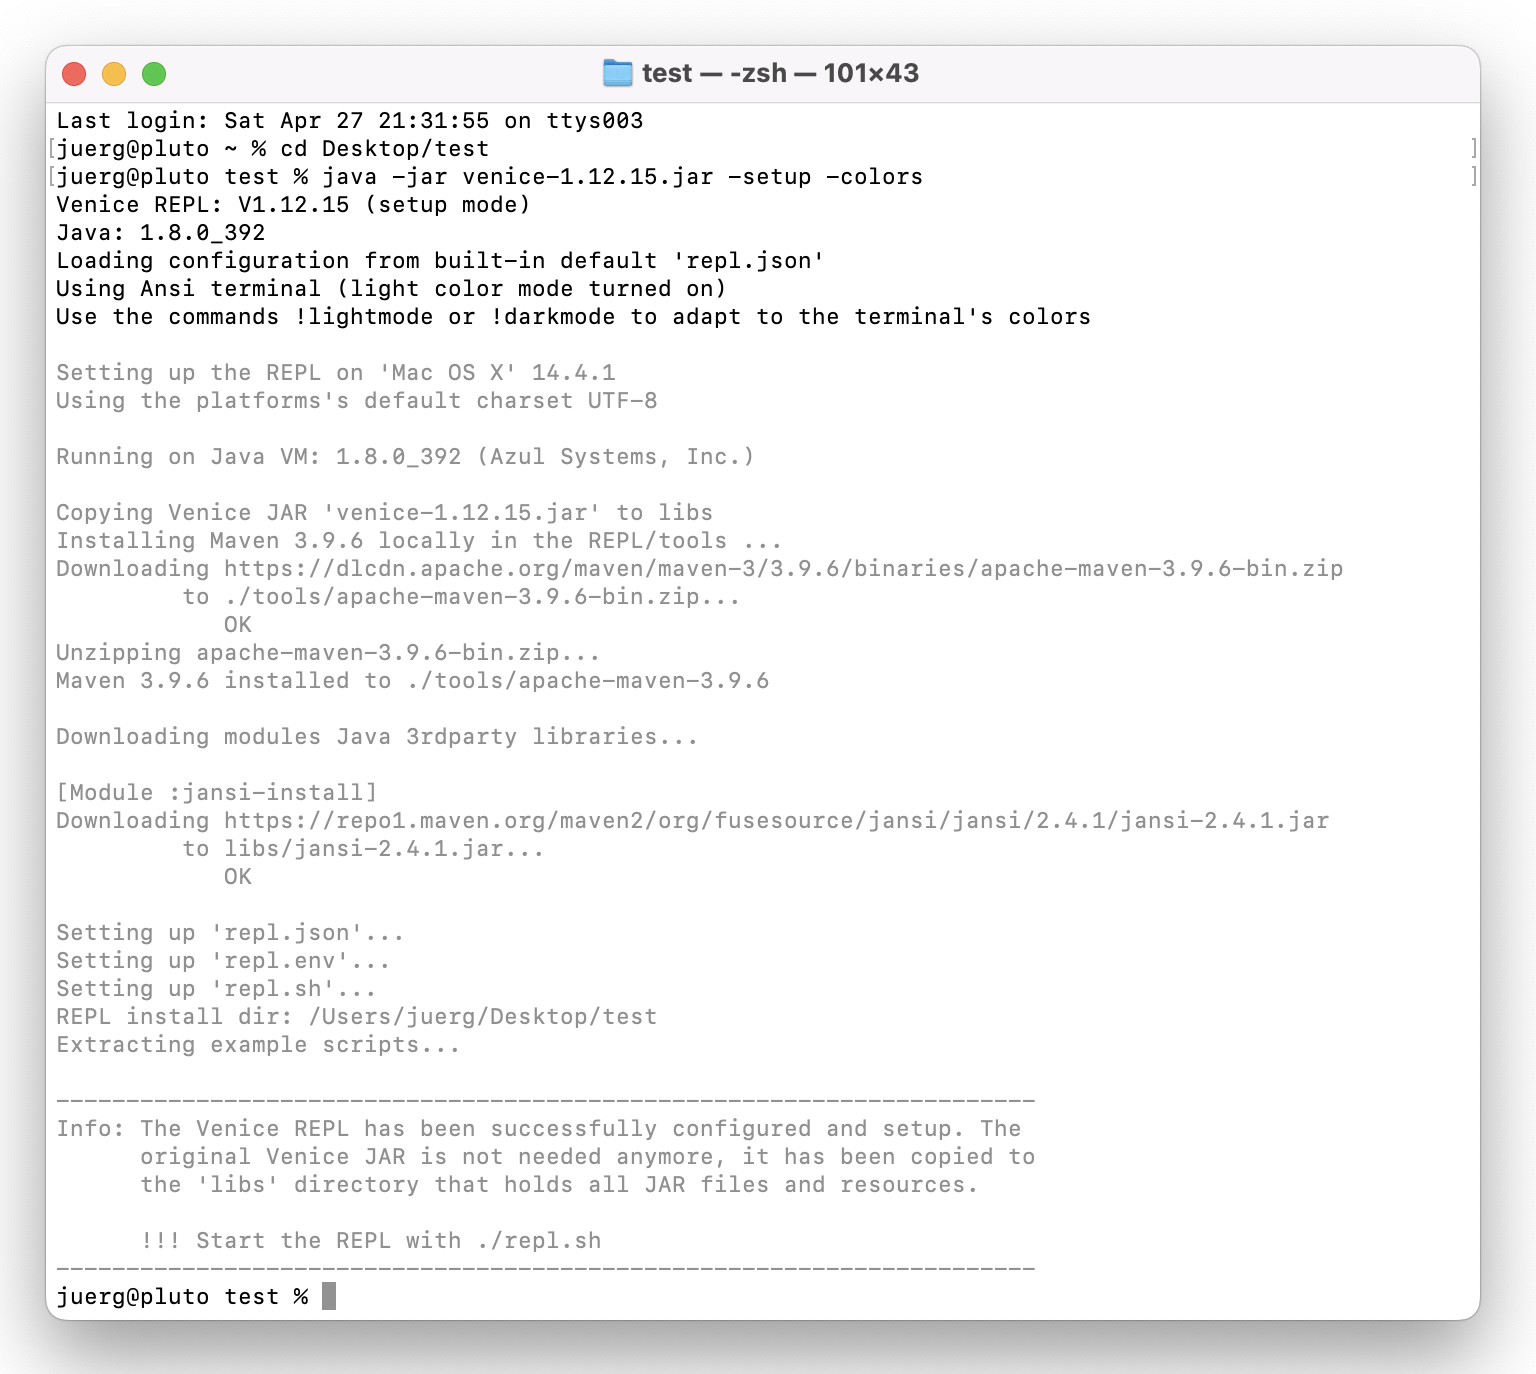 test — -zsh — 101×43
Last login: Sat Apr 27 21:31:55 on ttys003
[juerg@pluto ~ % cd Desktop/test ]
[juerg@pluto test % java -jar venice-1.12.15.jar -setup -colors ]
Venice REPL: V1.12.15 (setup mode)
Java: 1.8.0_392
Loading configuration from built-in default 'repl.json'
Using Ansi terminal (light color mode turned on)
Use the commands !lightmode or !darkmode to adapt to the terminal's colors
Setting up the REPL on 'Mac OS X' 14.4.1
Using the platforms's default charset UTF-8
Running on Java VM: 1.8.0_392 (Azul Systems, Inc.)
Copying Venice JAR 'venice-1.12.15.jar' to libs
Installing Maven 3.9.6 locally in the REPL/tools ...
Downloading https://dlcdn.apache.org/maven/maven-3/3.9.6/binaries/apache-maven-3.9.6-bin.zip
to ./tools/apache-maven-3.9.6-bin.zip...
OK
Unzipping apache-maven-3.9.6-bin.zip...
Maven 3.9.6 installed to ./tools/apache-maven-3.9.6
Downloading modules Java 3rdparty libraries...
[Module :jansi-install]
Downloading https://repo1.maven.org/maven2/org/fusesource/jansi/jansi/2.4.1/jansi-2.4.1.jar
to libs/jansi-2.4.1.jar...
OK
Setting up 'repl.json'...
Setting up 'repl.env'...
Setting up 'repl.sh'...
REPL install dir: /Users/juerg/Desktop/test
Extracting example scripts...
----------------------------------------------------------------------
Info: The Venice REPL has been successfully configured and setup. The
original Venice JAR is not needed anymore, it has been copied to
the 'libs' directory that holds all JAR files and resources.
!!! Start the REPL with ./repl.sh
----------------------------------------------------------------------
juerg@pluto test %